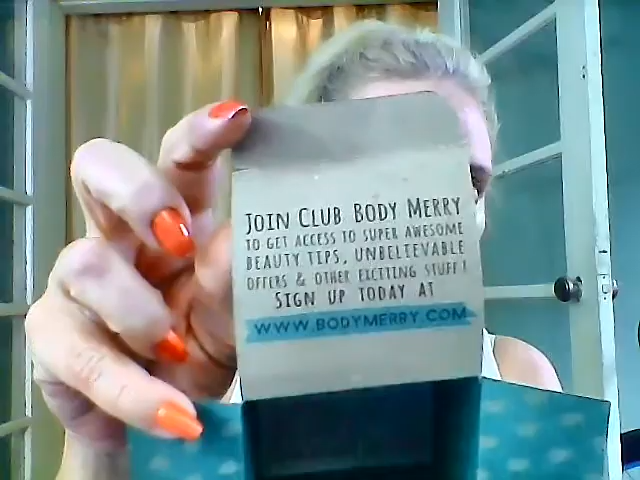 JOIN CLUB BODY MERRY
TO GET ACCESS TO SUPER AWESOME
BEAUTY TIPS, UNBELIEVABLE
OFFERS & OTHER EXCITING STUFF!
SIGN UP TODAY AT
WWW.BODYMERRY.COM